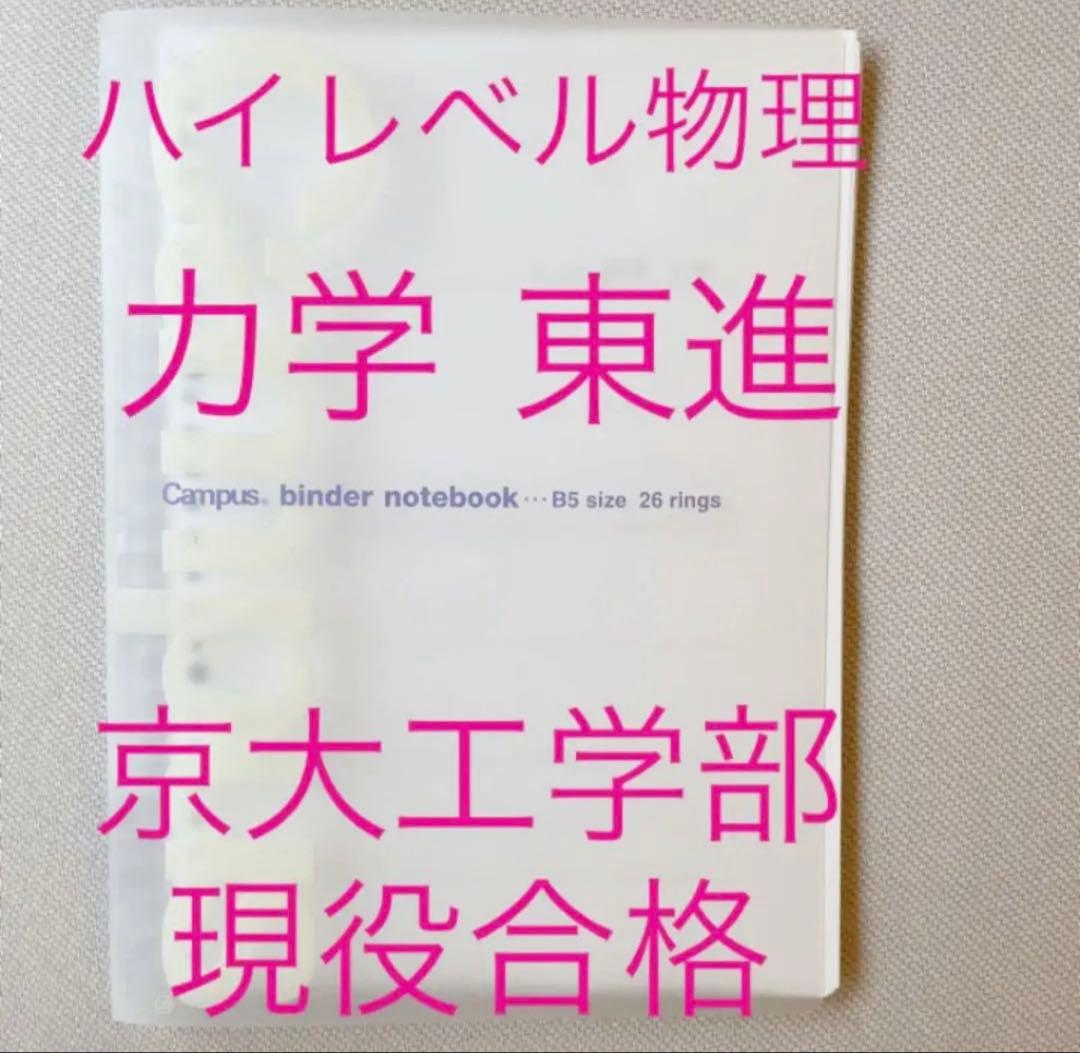 ハイレベル物理
力学 東進
Campus® binder notebook…B5 size 26 rings
京大工学部
現役合格